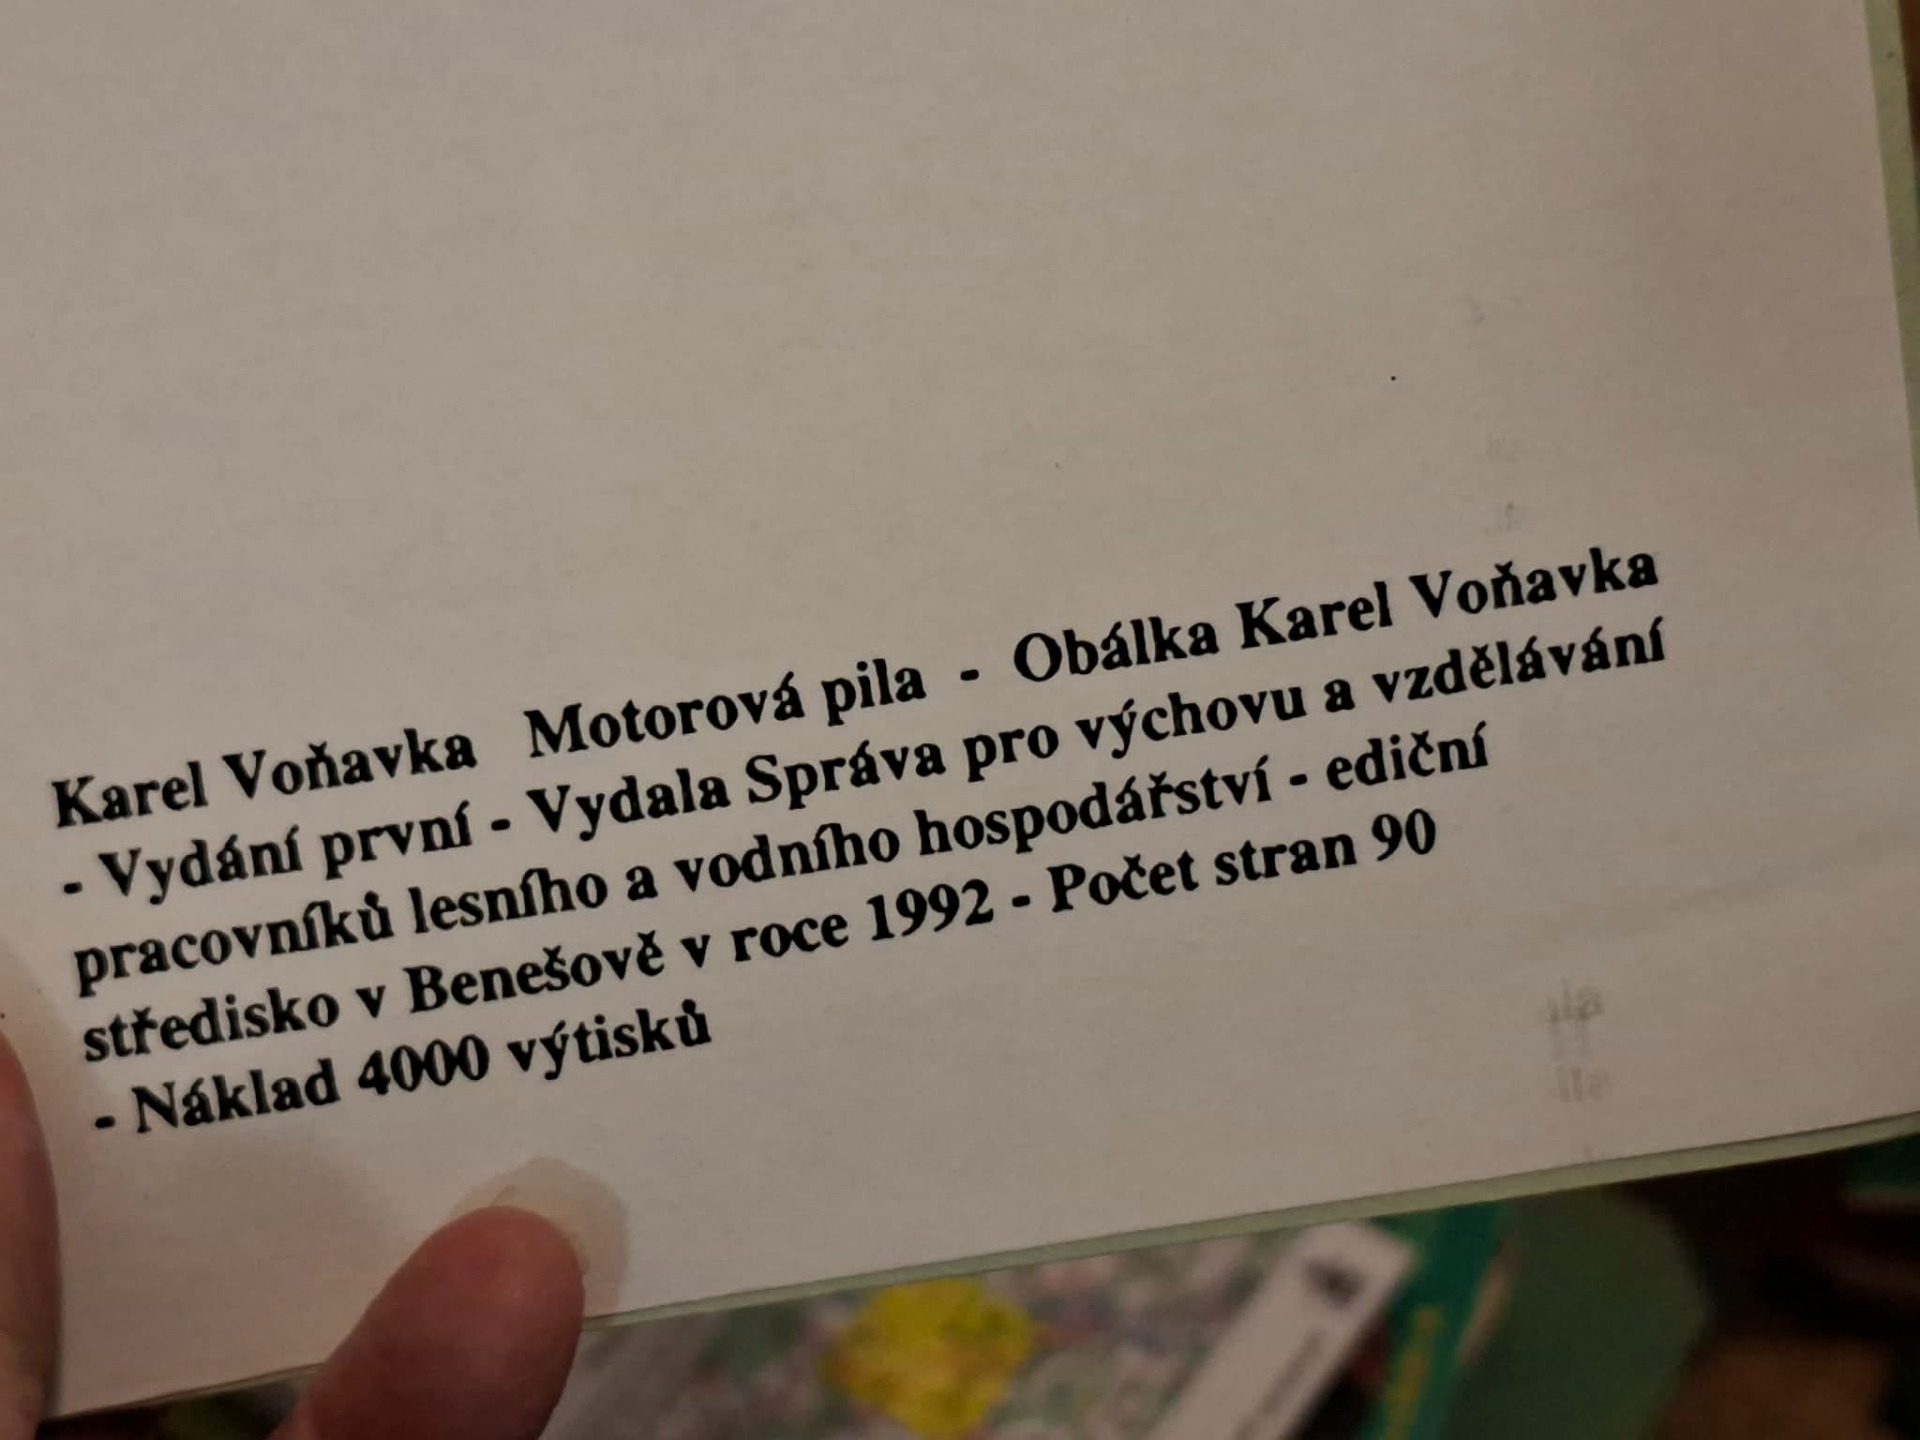 Karel Voňavka Motorová pila - Obálka Karel Voňavka
- Vydání první - Vydala Správa pro výchovu a vzdělávání
pracovníků lesního a vodního hospodářství - ediční
středisko v Benešově v roce 1992 - Počet stran 90
- Náklad 4000 výtisků